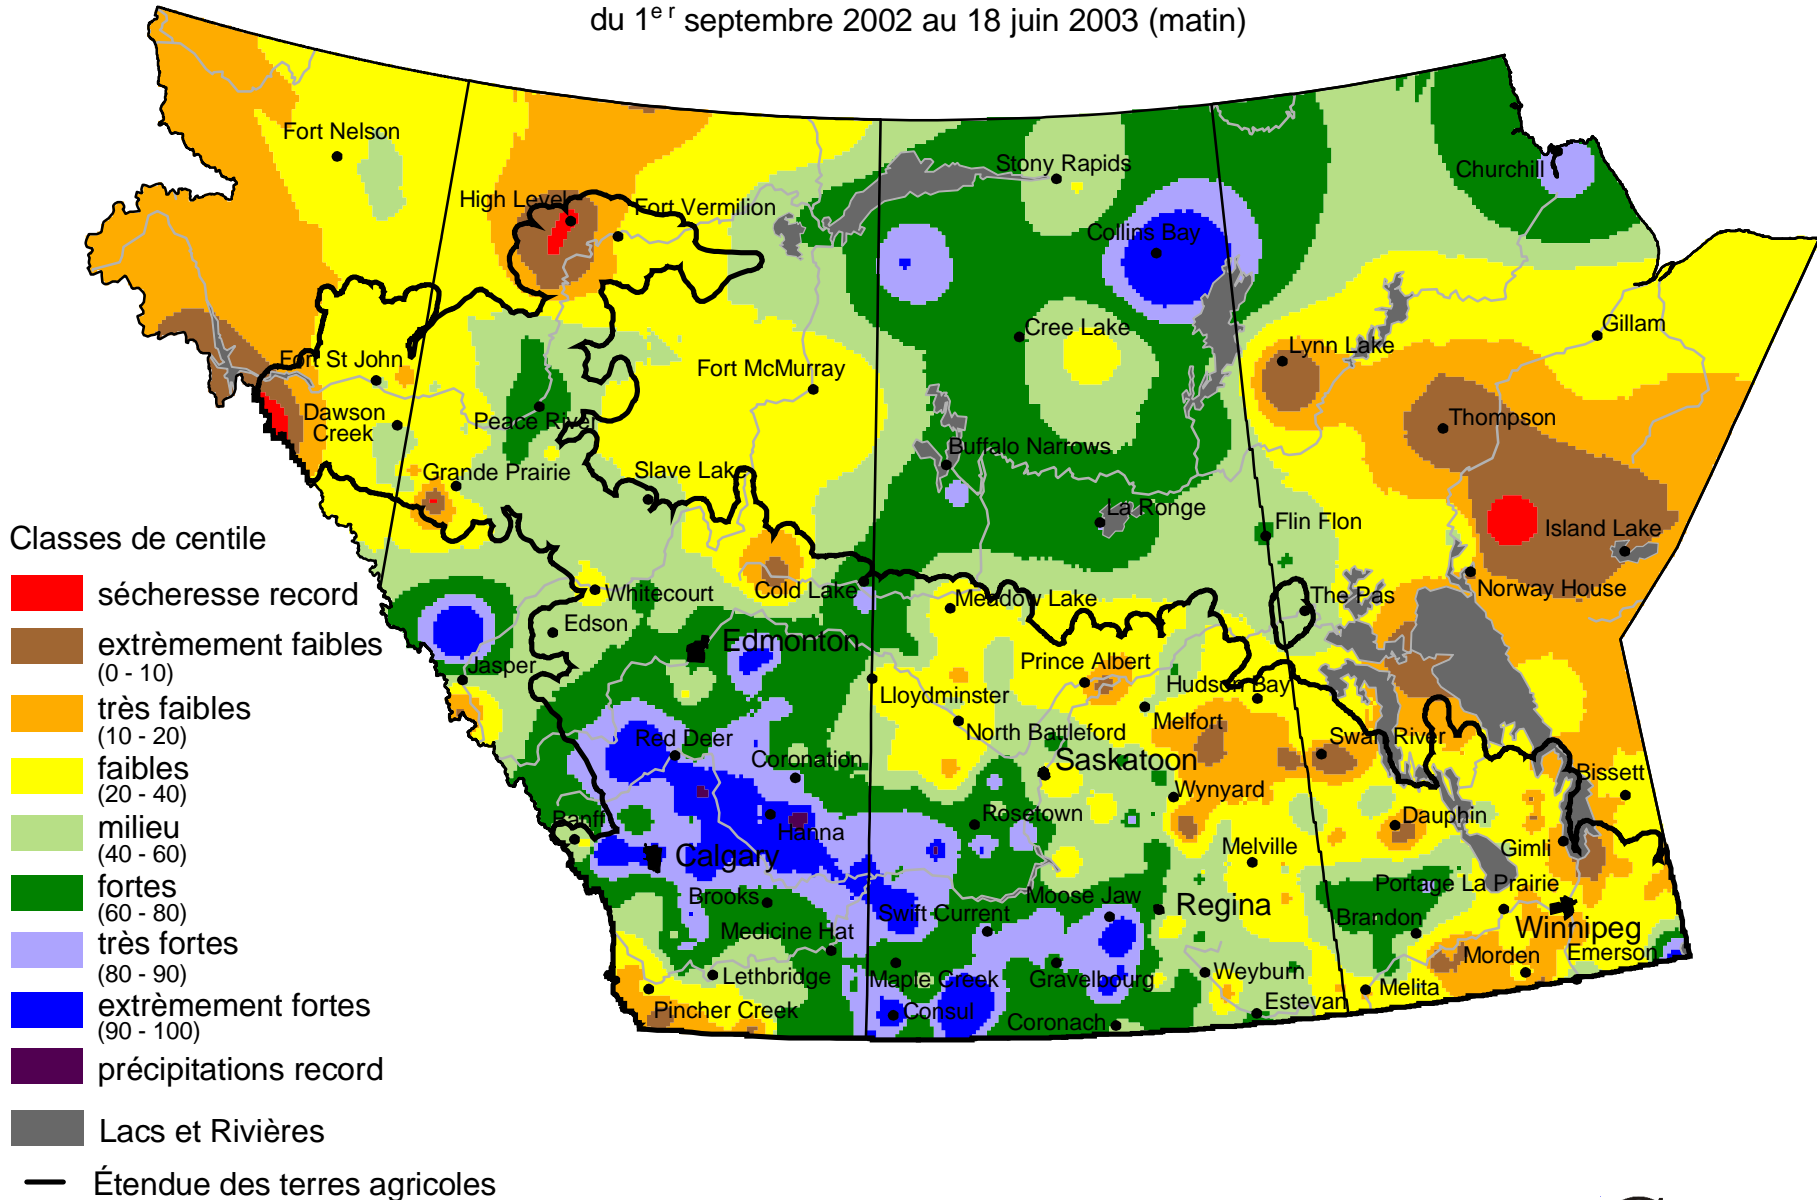 du 1er septembre 2002 au 18 juin 2003 (matin)
Fort Nelson
High Level
Fort Vermilion
Stony Rapids
Churchill
Collins Bay
Cree Lake
Lynn Lake
Gillam
Fort St John
Fort McMurray
Dawson
Creek
Peace River
Thompson
Grande Prairie
Slave Lake
Buffalo Narrows
La Ronge
Flin Flon
Island Lake
Whitecourt
Cold Lake
Meadow Lake
The Pas
Norway House
Edson
Edmonton
Jasper
Prince Albert
Hudson Bay
Lloydminster
Melfort
North Battleford
Red Deer
Coronation
Saskatoon
Swan River
Bissett
Wynyard
Banff
Hanna
Rosetown
Dauphin
Calgary
Melville
Gimli
Brooks
Swift Current
Moose Jaw
Regina
Portage La Prairie
Brandon
Winnipeg
Medicine Hat
Lethbridge
Maple Creek
Gravelbourg
Weyburn
Morden
Emerson
Pincher Creek
Consul
Coronach
Estevan
Melita
Classes de centile
sécheresse record
extrèmement faibles
(0 - 10)
très faibles
(10 - 20)
faibles
(20 - 40)
milieu
(40 - 60)
fortes
(60 - 80)
très fortes
(80 - 90)
extrèmement fortes
(90 - 100)
précipitations record
Lacs et Rivières
Étendue des terres agricoles